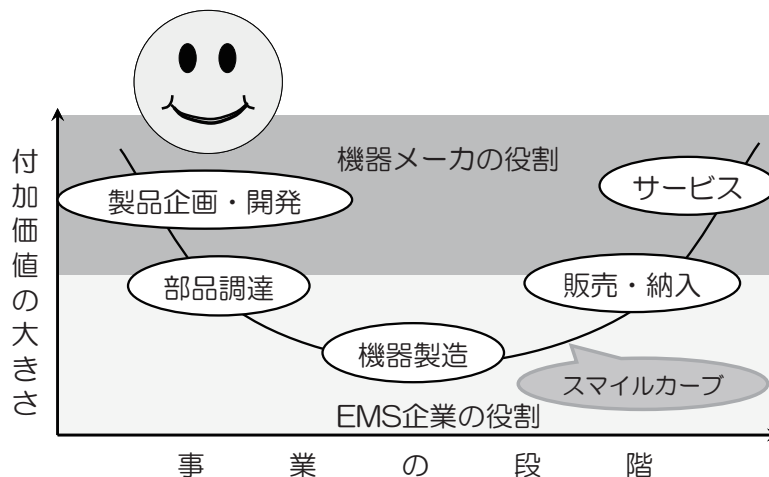 機器メーカの役割
製品企画・開発
サービス
部品調達
販売・納入
機器製造
スマイルカーブ
EMS企業の役割
付加価値の大きさ
事業の段階